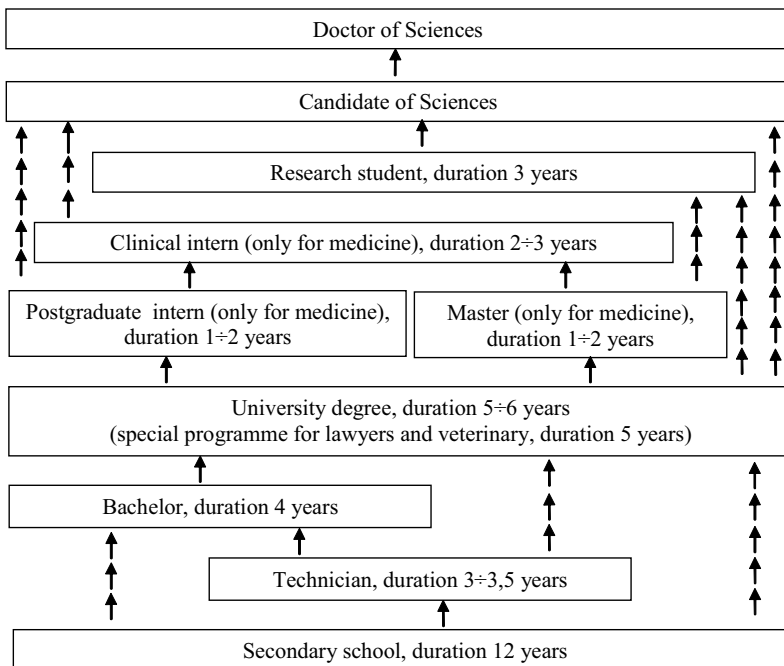 Doctor of Sciences
Candidate of Sciences
Research student, duration 3 years
Clinical intern (only for medicine), duration 2÷3 years
Postgraduate intern (only for medicine),
duration 1÷2 years
Master (only for medicine),
duration 1÷2 years
University degree, duration 5÷6 years
(special programme for lawyers and veterinary, duration 5 years)
Bachelor, duration 4 years
Technician, duration 3÷3,5 years
Secondary school, duration 12 years